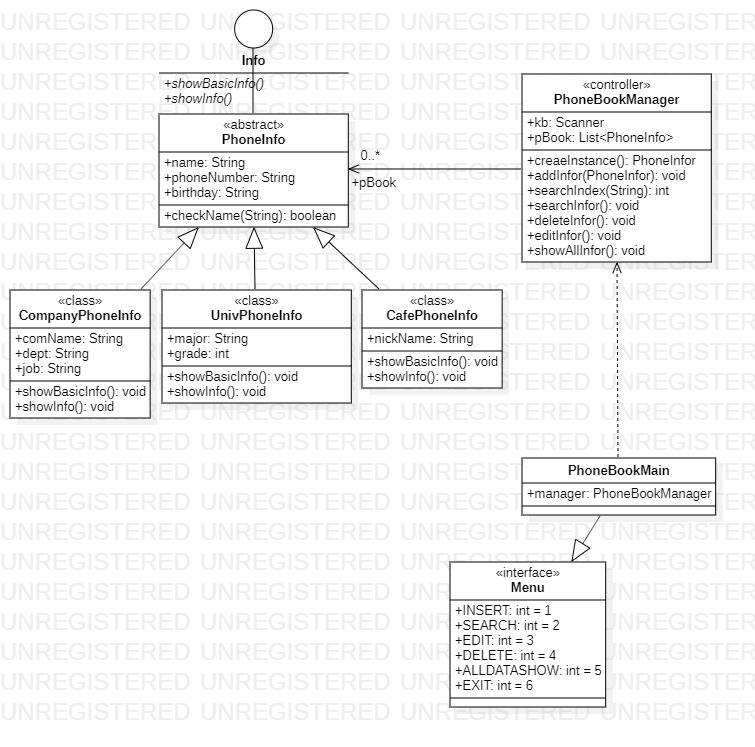 Info
+showBasicInfo()
+showInfo()
«abstract»
PhoneInfo
+name: String
+phoneNumber: String
+birthday: String
+checkName(String): boolean
0..*
+pBook
«controller»
PhoneBookManager
+kb: Scanner
+pBook: List<PhoneInfo>
+creaeInstance(): PhoneInfor
+addInfor(PhoneInfor): void
+searchIndex(String): int
+searchInfor(): void
+deleteInfor(): void
+editInfor(): void
+showAllInfor(): void
«class»
CompanyPhoneInfo
+comName: String
+dept: String
+job: String
+showBasicInfo(): void
+showInfo(): void
«class»
UnivPhoneInfo
+major: String
+grade: int
+showBasicInfo(): void
+showInfo(): void
«class»
CafePhoneInfo
+nickName: String
+showBasicInfo(): void
+showInfo(): void
PhoneBookMain
+manager: PhoneBookManager
«interface»
Menu
+INSERT: int = 1
+SEARCH: int = 2
+EDIT: int = 3
+DELETE: int = 4
+ALLDATASHOW: int = 5
+EXIT: int = 6
UNREGISTERED